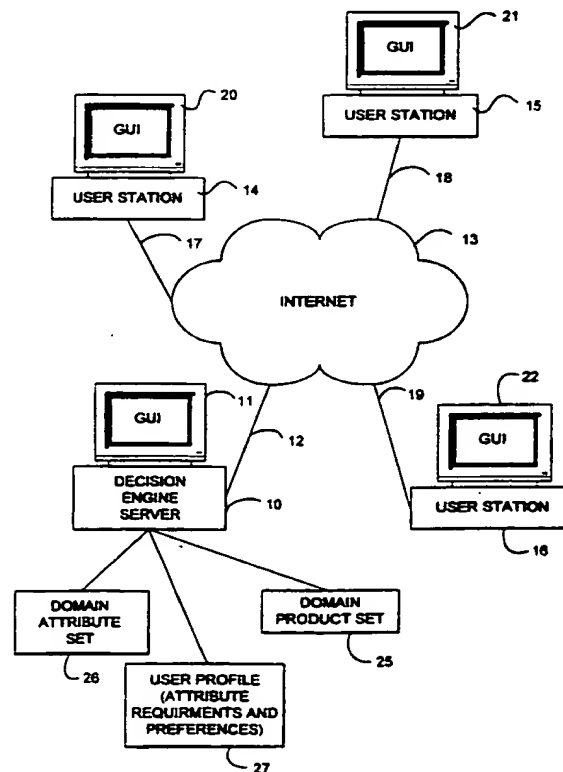 GUI
21
20
GUI
USER STATION
15
USER STATION
14
18
17
13
INTERNET
22
11
19
GUI
12
GUI
DECISION
ENGINE
SERVER
10
USER STATION
16
DOMAIN
ATTRIBUTE
SET
DOMAIN
PRODUCT SET
26
25
USER PROFILE
(ATTRIBUTE
REQUIRMENTS AND
PREFERENCES)
27